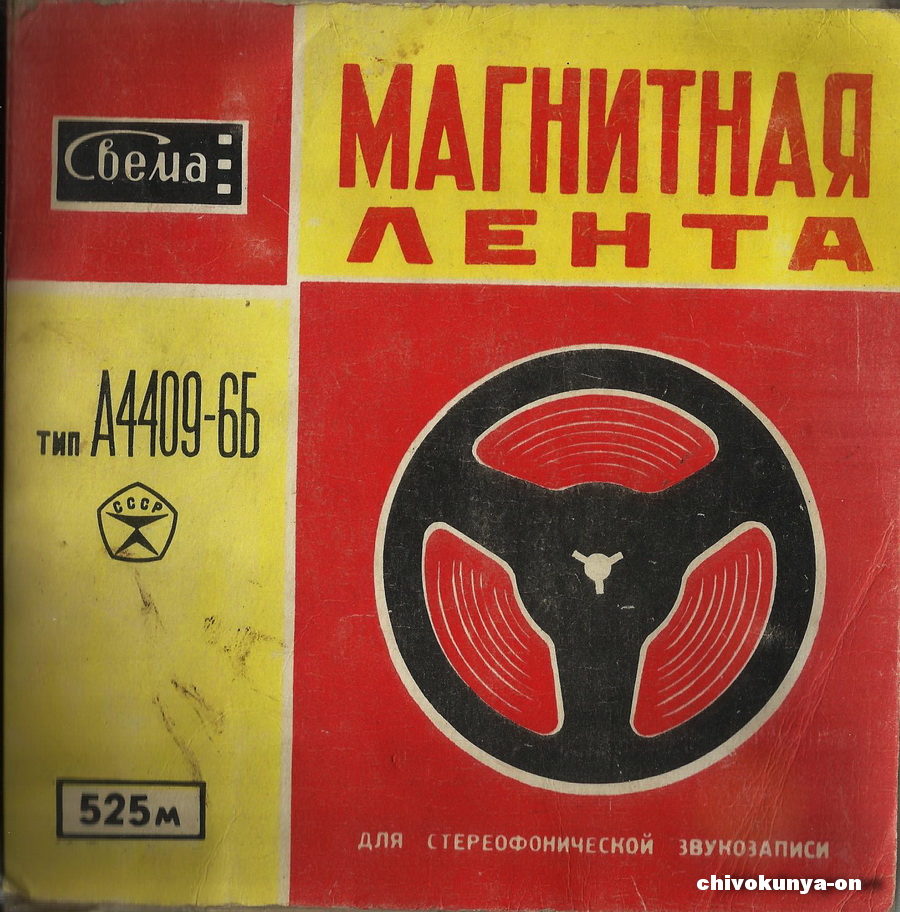 Свема
МАГНИТНАЯ
ЛЕНТА
тип А4409-6Б
СССР
525м
ДЛЯ СТЕРЕОФОНИЧЕСКОЙ ЗВУКОЗАПИСИ
chivokunya-on